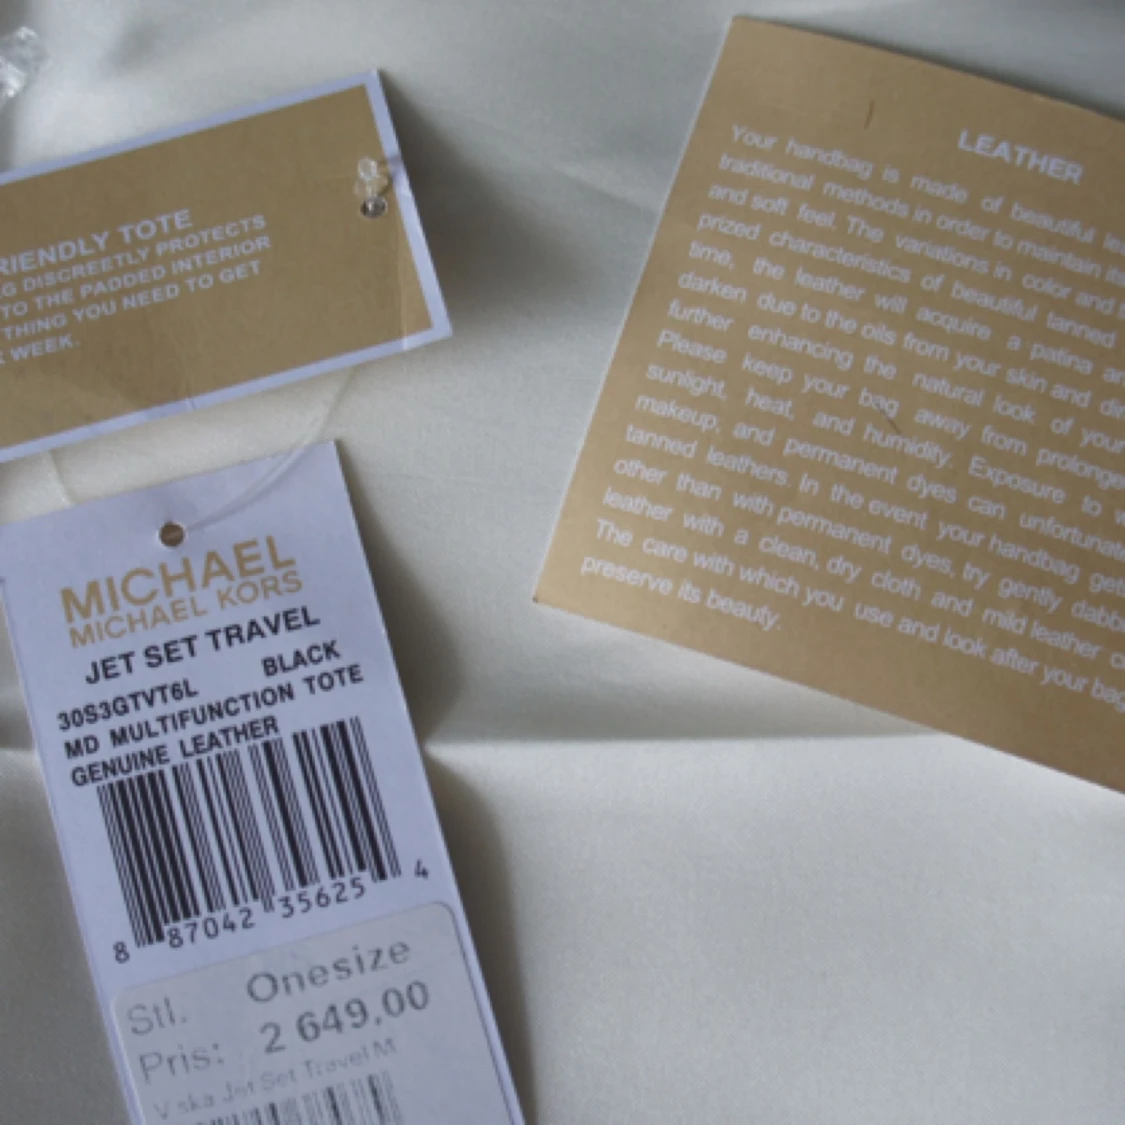 RIENDLY TOTE
G DISCREETLY PROTECTS
TO THE PADDED INTERIOR
THING YOU NEED TO GET
WEEK.
MICHAEL
MICHAEL KORS
JET SET TRAVEL
30S3GTVT6L BLACK
MD MULTIFUNCTION TOTE
GENUINE LEATHER
8 87042 35625 4
Stl. Onesize
Pris: 2 649,00
V ska Jet Set Travel M
LEATHER
Your handbag is made of beautiful
traditional methods in order to maintain
and soft feel. The variations in color and
prized characteristics of beautiful tanned
time, the leather will acquire a patina
darken due to the oils from your skin and
further enhancing the natural look of your
Please keep your bag away from prolonge
sunlight, heat, and humidity. Exposure to
makeup, and permanent dyes can unfortunate
tanned leathers. In the event your handbag gets
other than with permanent dyes, try gently dabb
leather with a clean, dry cloth and mild leather
The care with which you use and look after your bag
preserve its beauty.